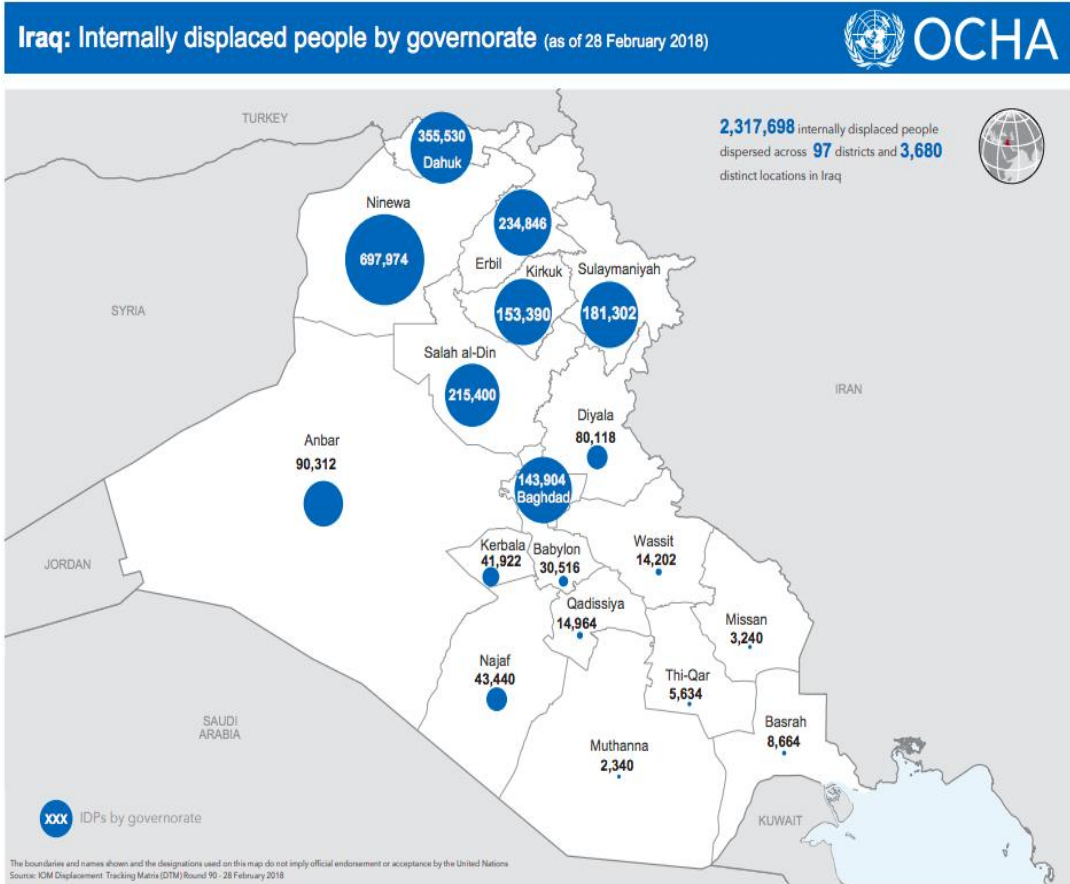 Iraq: Internally displaced people by governorate (as of 28 February 2018)
OCHA
TURKEY
355,530
Dahuk
2,317,698 internally displaced people
dispersed across 97 districts and 3,680
distinct locations in Iraq
Ninewa
697,974
234,846
Erbil
Kirkuk
153,390
Sulaymaniyah
181,302
SYRIA
Salah al-Din
215,400
IRAN
Diyala
80,118
Anbar
90,312
143,904
Baghdad
JORDAN
Kerbala
41,922
Babylon
30,516
Wassit
14,202
Qadissiya
14,964
Missan
3,240
Najaf
43,440
Thi-Qar
5,634
SAUDI
ARABIA
Basrah
8,664
Muthanna
2,340
KUWAIT
xxx IDPs by governorate
The boundaries and names shown and the designations used on this map do not imply official endorsement or acceptance by the United Nations
Source: IOM Displacement Tracking Matrix (DTM) Round 90 - 28 February 2018